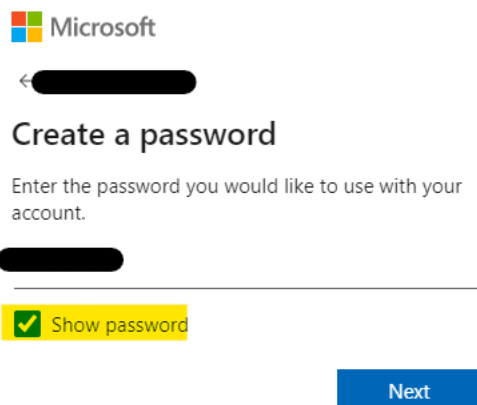 Microsoft
Create a password
Enter the password you would like to use with your
account.
Show password
Next